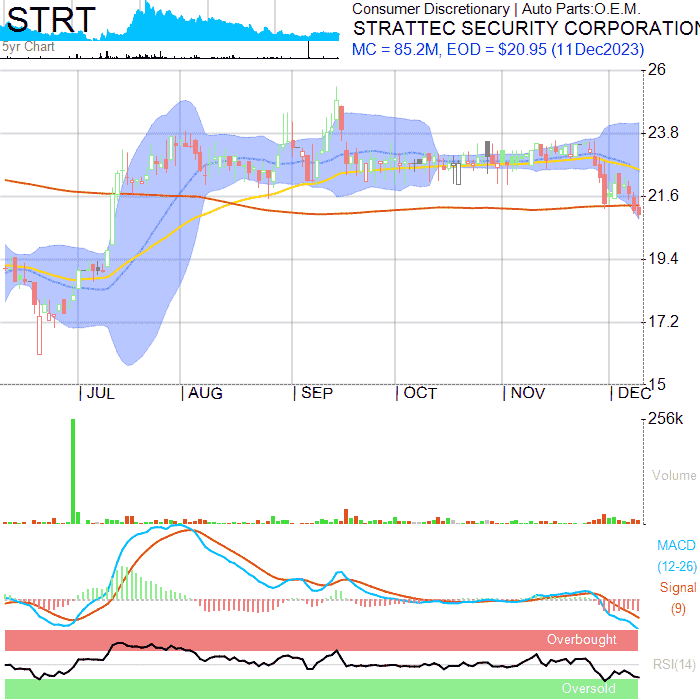 STRT
5yr Chart
Consumer Discretionary | Auto Parts:O.E.M.
STRATTEC SECURITY CORPORATION
MC = 85.2M, EOD = $20.95 (11Dec2023)
26
23.8
21.6
19.4
17.2
15
JUL AUG SEP OCT NOV DEC
256k
Volume
MACD
(12-26)
Signal
(9)
Overbought
RSI(14)
Oversold